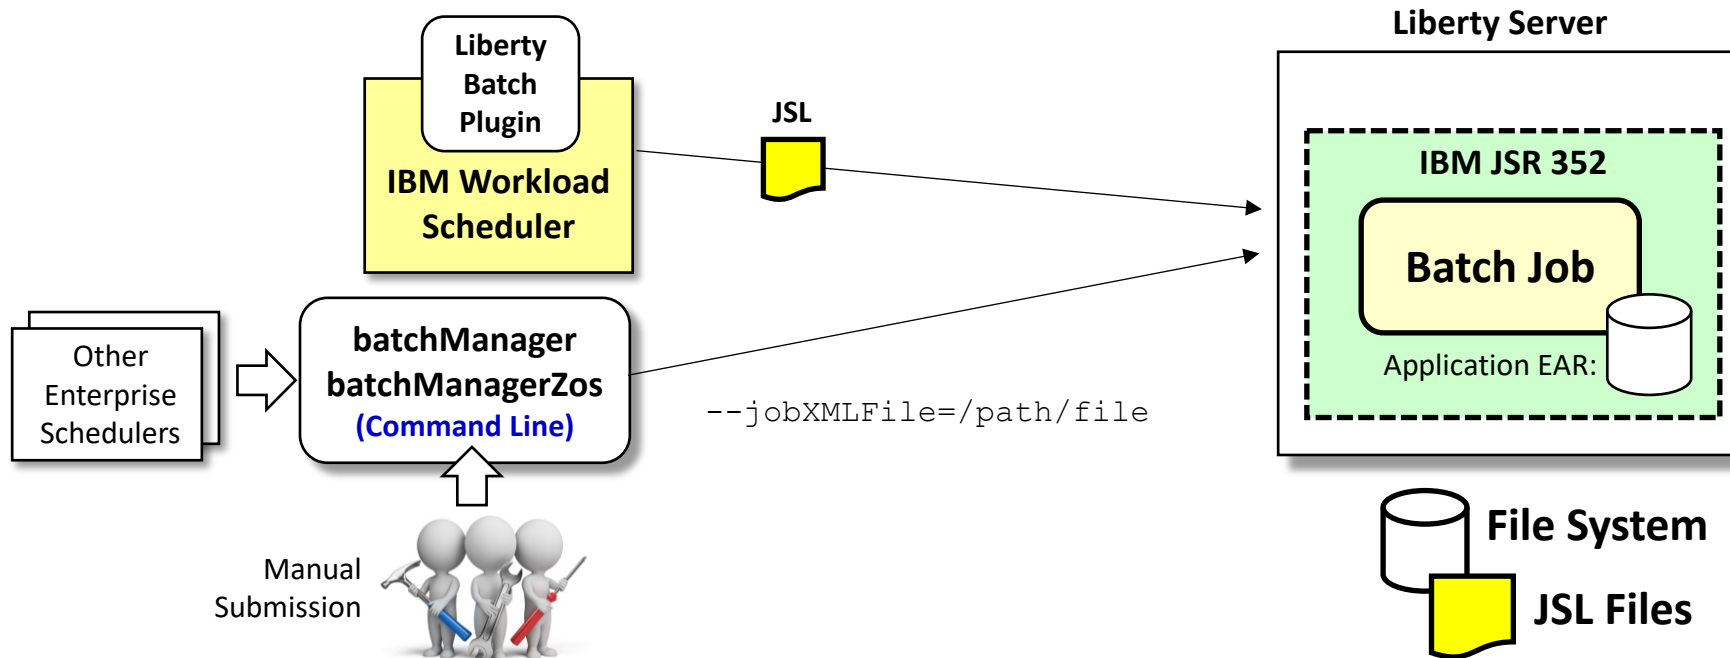 Liberty
Batch
Plugin
IBM Workload
Scheduler
JSL
Liberty Server
IBM JSR 352
Batch Job
Application EAR:
Other
Enterprise
Schedulers
batchManager
batchManagerZos
(Command Line)
--jobXMLFile=/path/file
Manual
Submission
File System
JSL Files